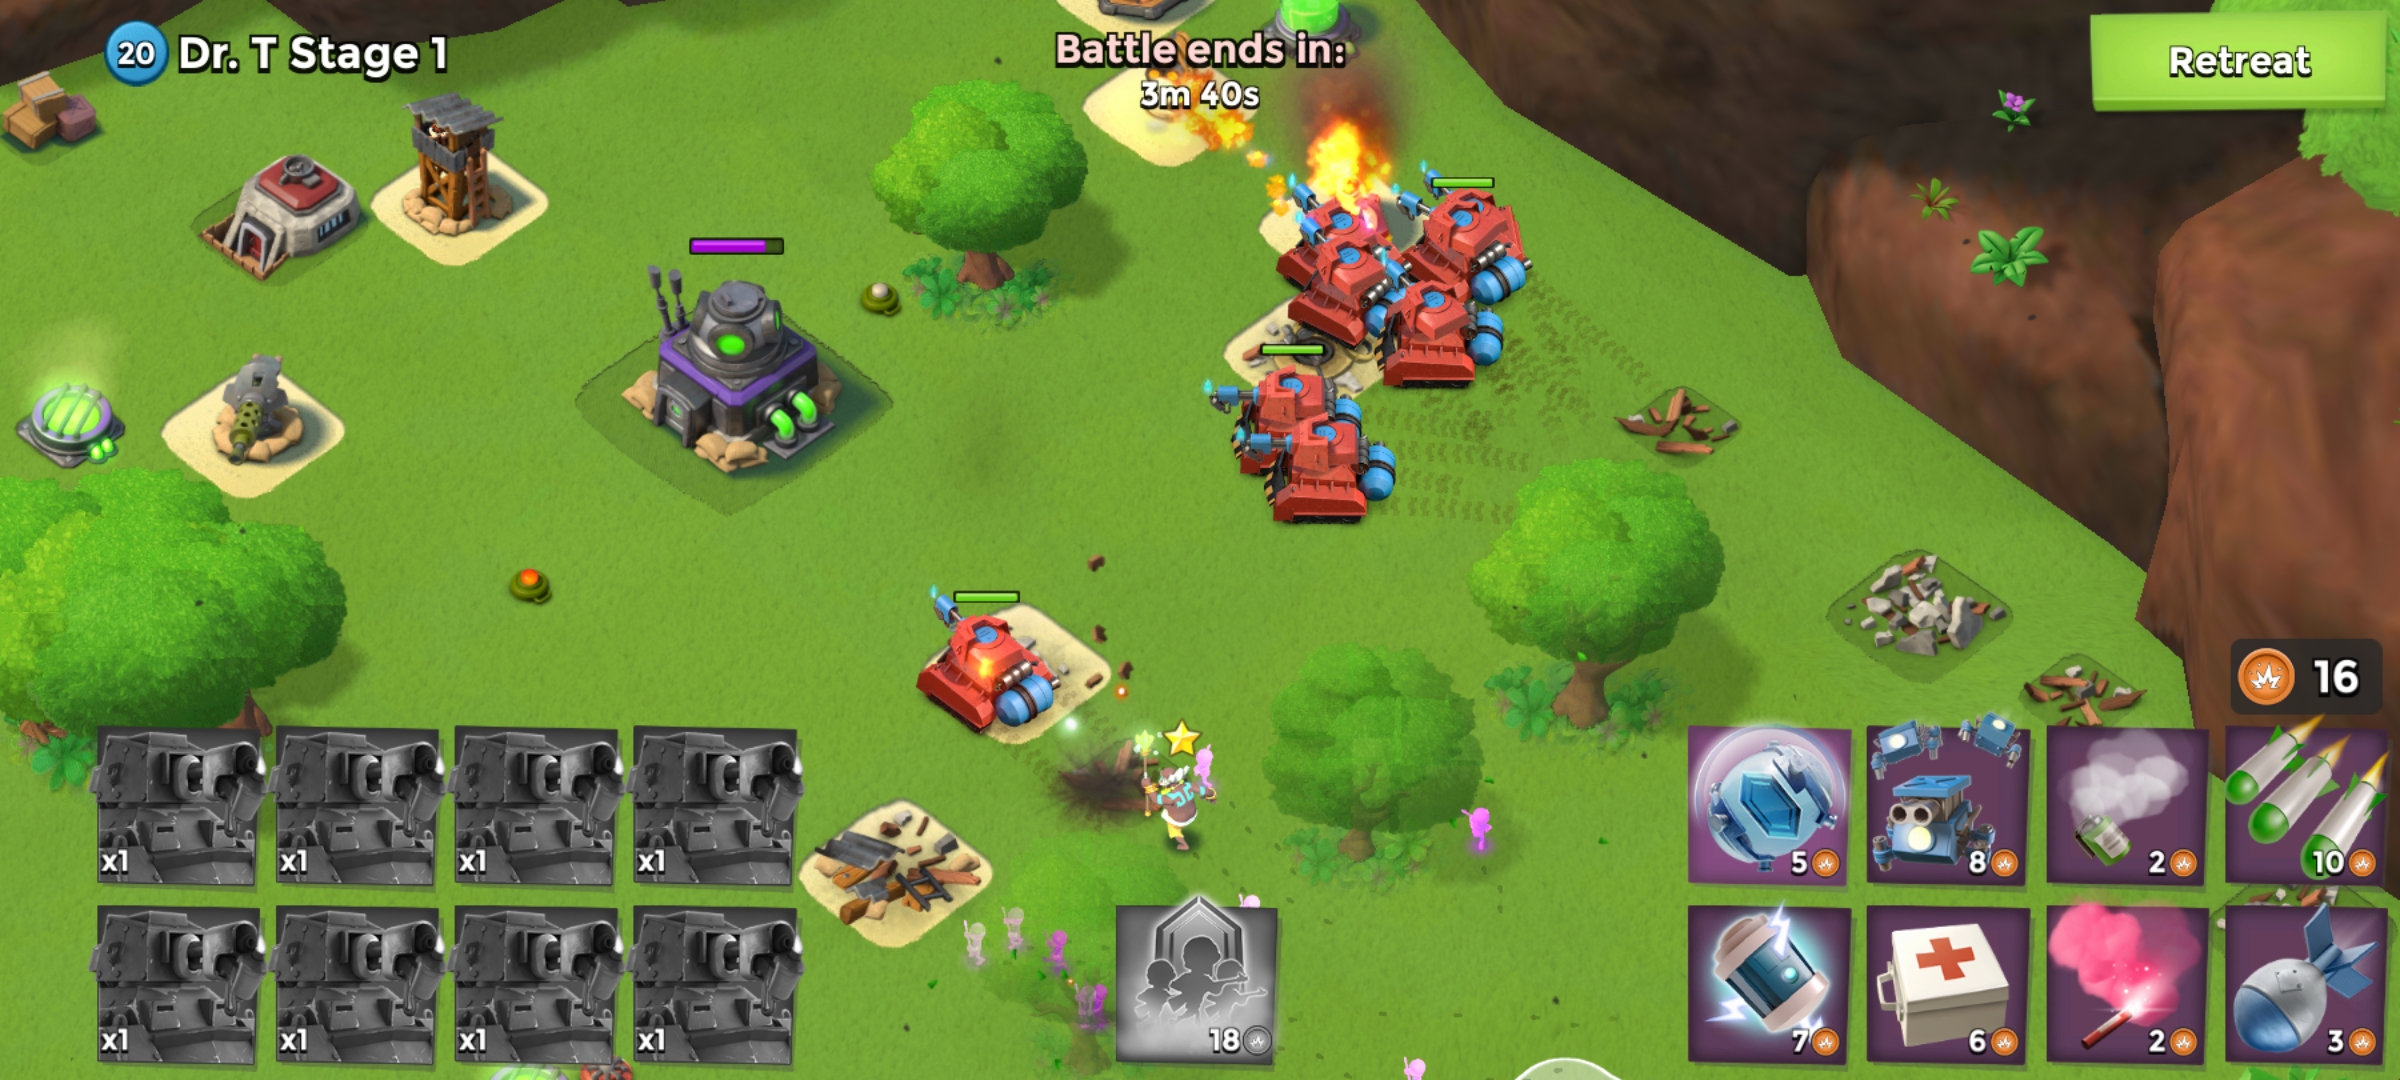 20 Dr. T Stage 1
Battle ends in:
3m 40s
Retreat
16
x1 x1 x1 x1
5 8 2 10
x1 x1 x1 x1
18
7 6 2 3